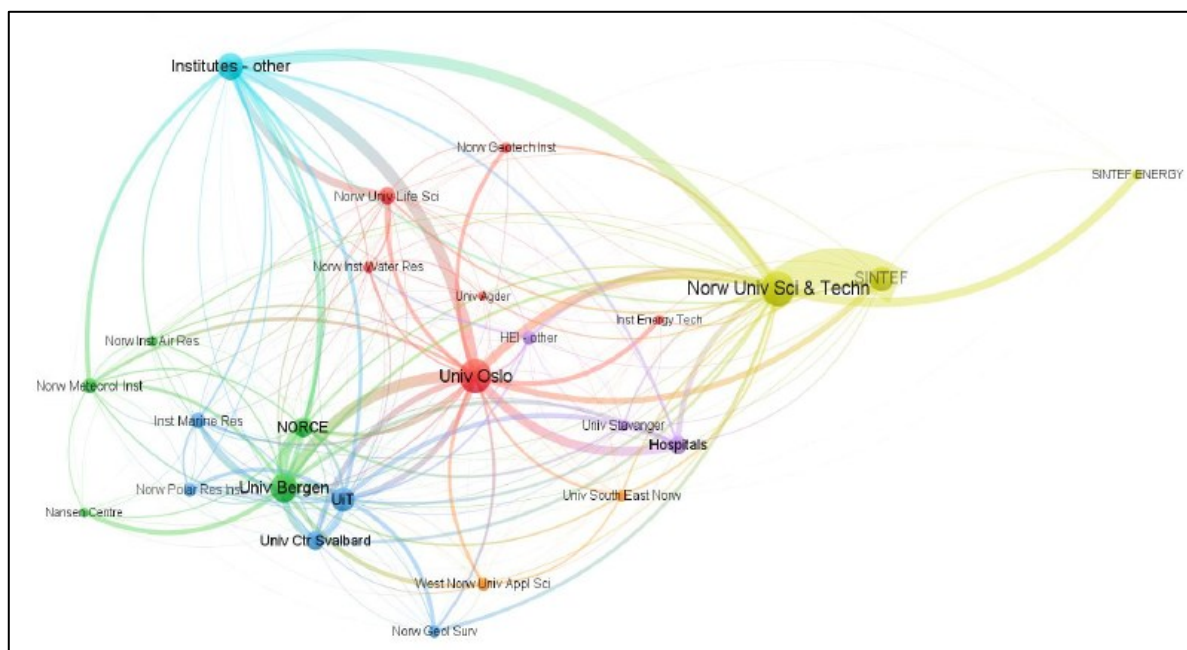 Institutes - other
Norw Geotech Inst
SINTEF ENERGY
Norw Univ Life Sci
Norw Inst Water Res
SINTEF
Norw Univ Sci & Techn
Univ Agder
Inst Energy Tech
HEI - other
Norw Inst Air Res
Univ Oslo
Norw Meteorol Inst
Inst Marine Res
NORCE
Univ Stavanger
Hospitals
Univ Bergen
Norw Polar Res Inst
UiT
Univ South East Norw
Nansen Centre
Univ Ctr Svalbard
West Norw Univ Appl Sci
Norw Geol Surv